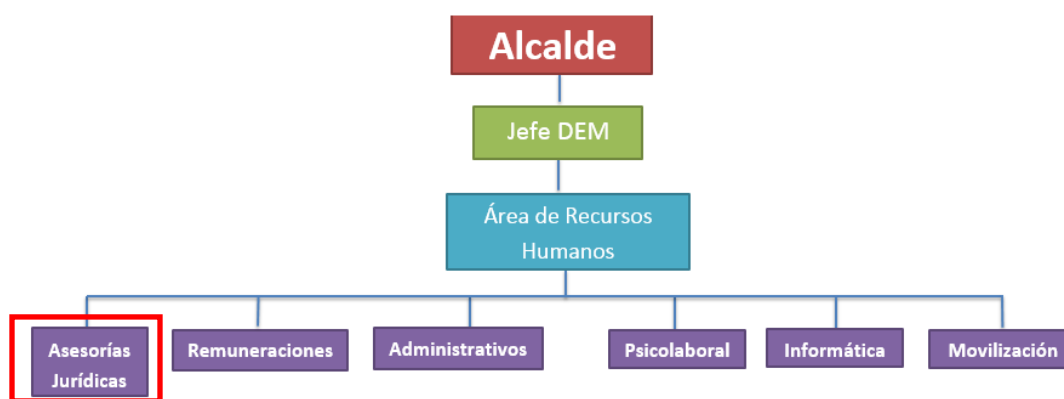 Alcalde
Jefe DEM
Área de Recursos
Humanos
Asesorías
Jurídicas
Remuneraciones
Administrativos
Psicolaboral
Informática
Movilización